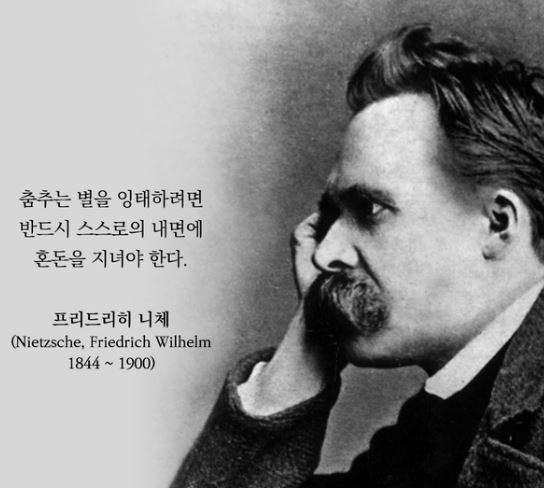 춤추는 별을 잉태하려면
반드시 스스로의 내면에
혼돈을 지녀야 한다.
프리드리히 니체
(Nietzsche, Friedrich Wilhelm
1844 ~ 1900)